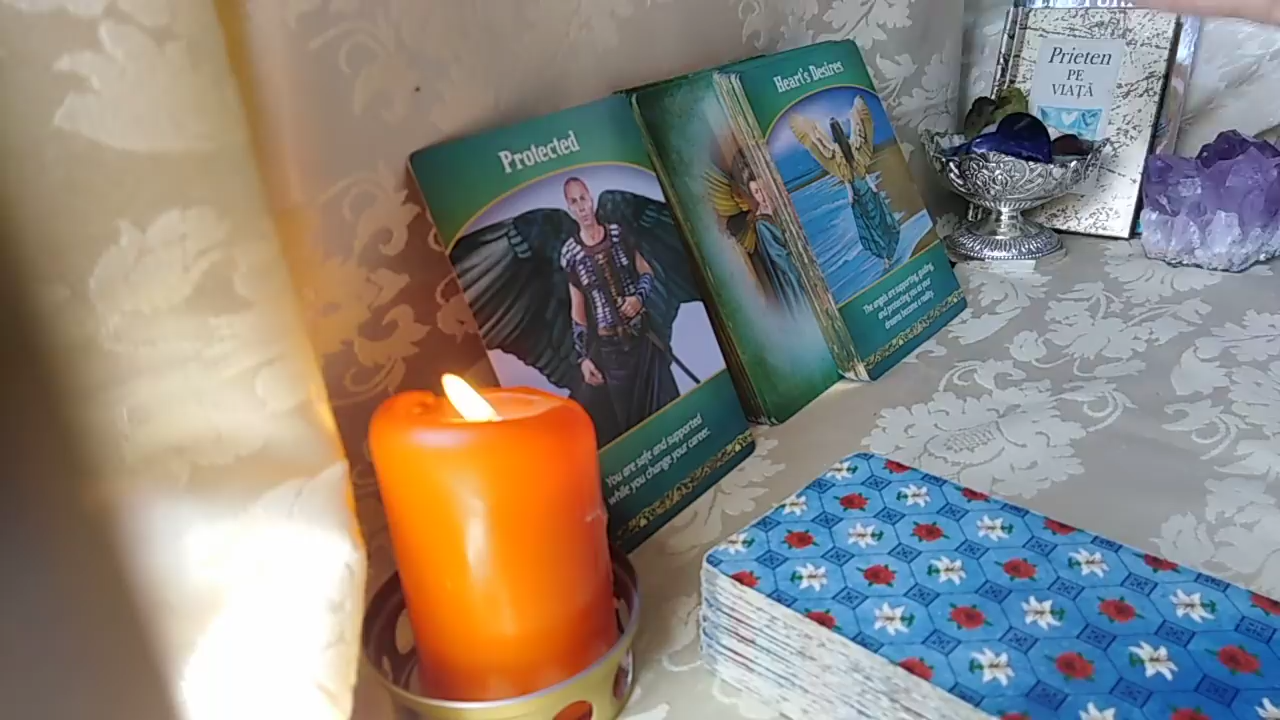 Protected
You are safe and supported
while you change your career.
Heart's Desires
The angels are supporting, guiding,
and protecting you as your
dreams become a reality.
Prieten
PE
VIAȚĂ